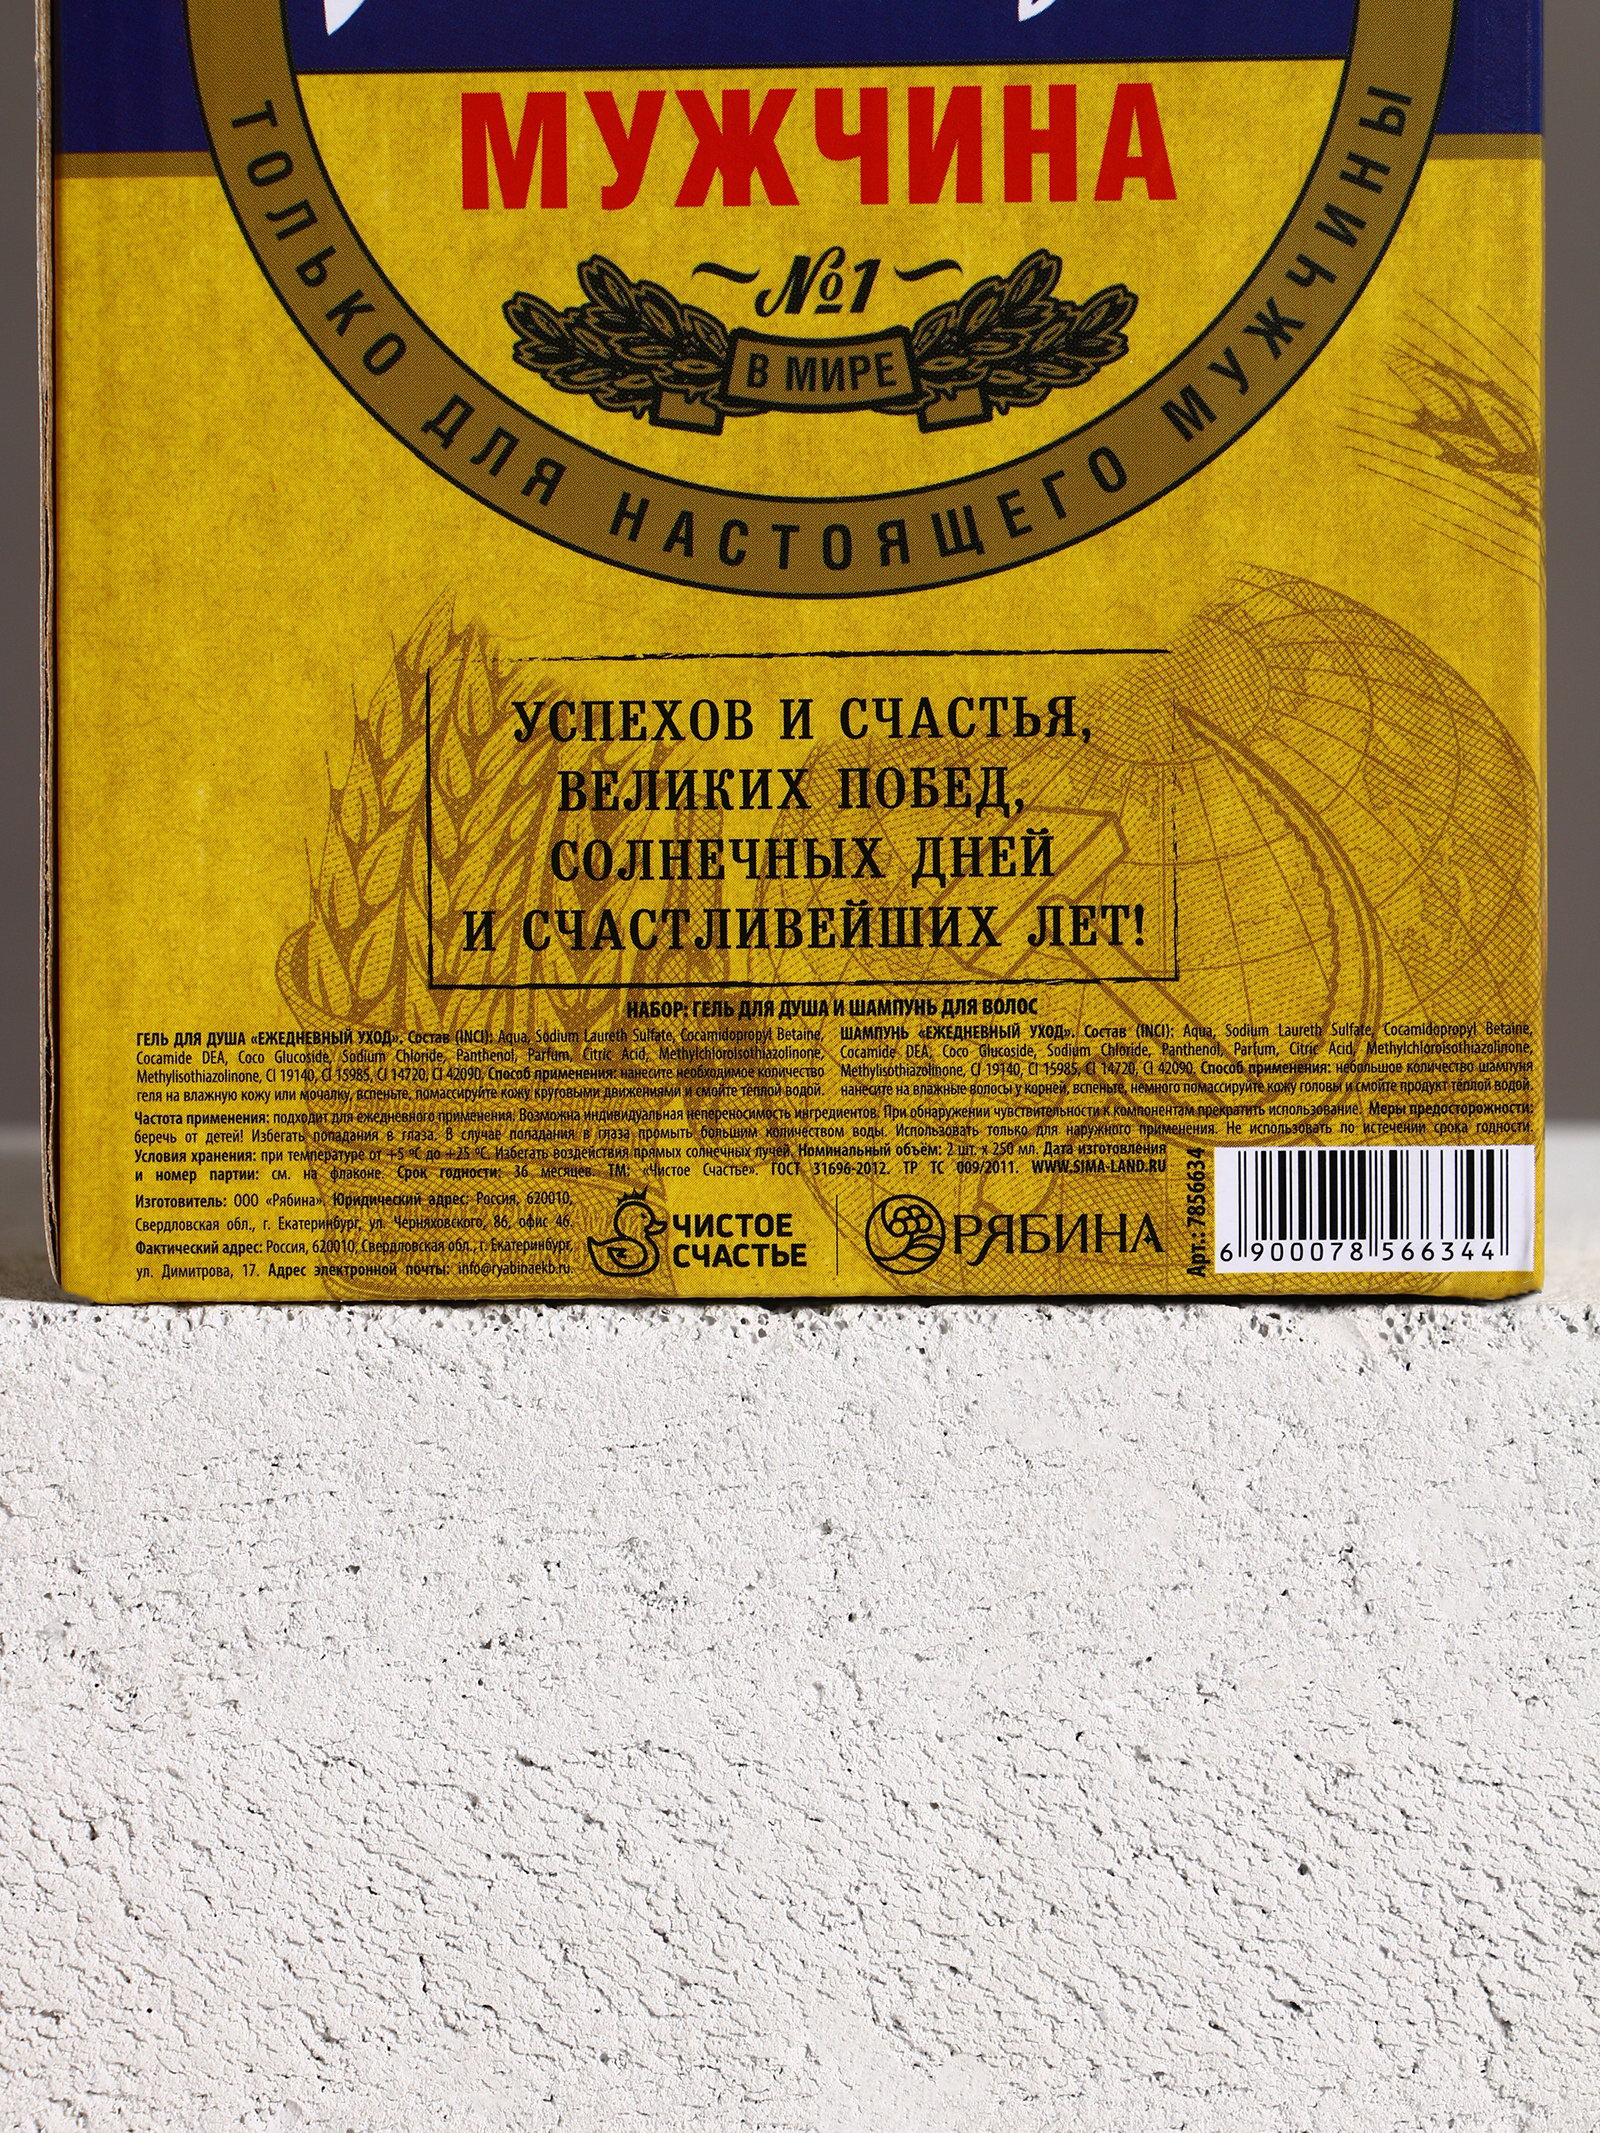 МУЖЧИНА
№1
В МИРЕ
ТОЛЬКО ДЛЯ НАСТОЯЩЕГО МУЖЧИНЫ
УСПЕХОВ И СЧАСТЬЯ,
ВЕЛИКИХ ПОБЕД,
СОЛНЕЧНЫХ ДНЕЙ
И СЧАСТЛИВЕЙШИХ ЛЕТ!
НАБОР: ГЕЛЬ ДЛЯ ДУША И ШАМПУНЬ ДЛЯ ВОЛОС
ГЕЛЬ ДЛЯ ДУША «ЕЖЕДНЕВНЫЙ УХОД». Состав (INCI): Aqua, Sodium Laureth Sulfate, Cocamidopropyl Betaine,
Cocamide DEA, Coco Glucoside, Sodium Chloride, Panthenol, Parfum, Citric Acid, Methylchloroisothiazolinone,
Methylisothiazolinone, CI 19140, CI 15985, CI 14720, CI 42090. Способ применения: нанесите необходимое количество
геля на влажную кожу или мочалку, вспеньте, помассируйте кожу круговыми движениями и смойте тёплой водой.
ШАМПУНЬ «ЕЖЕДНЕВНЫЙ УХОД». Состав (INCI): Aqua, Sodium Laureth Sulfate, Cocamidopropyl Betaine,
Cocamide DEA, Coco Glucoside, Sodium Chloride, Panthenol, Parfum, Citric Acid, Methylchloroisothiazolinone,
Methylisothiazolinone, CI 19140, CI 15985, CI 14720, CI 42090. Способ применения: небольшое количество шампуня
нанесите на влажные волосы у корней, вспеньте, немного помассируйте кожу головы и смойте продукт тёплой водой.
Частота применения: подходит для ежедневного применения. Возможна индивидуальная непереносимость ингредиентов. При обнаружении чувствительности к компонентам прекратить использование. Меры предосторожности:
беречь от детей! Избегать попадания в глаза. В случае попадания в глаза промыть большим количеством воды. Использовать только для наружного применения. Не использовать по истечении срока годности.
Условия хранения: при температуре от +5 ºС до +25 ºС. Избегать воздействия прямых солнечных лучей. Номинальный объём: 2 шт. х 250 мл. Дата изготовления
и номер партии: см. на флаконе. Срок годности: 36 месяцев. ТМ: «Чистое Счастье». ГОСТ 31696-2012. ТР ТС 009/2011. WWW.SIMA-LAND.RU
Изготовитель: ООО «Рябина». Юридический адрес: Россия, 620010,
Свердловская обл., г. Екатеринбург, ул. Черняховского, 86, офис 46.
Фактический адрес: Россия, 620010, Свердловская обл., г. Екатеринбург,
ул. Димитрова, 17. Адрес электронной почты: info@ryabinaekb.ru.
ЧИСТОЕ
СЧАСТЬЕ
РЯБИНА
Арт.: 7856634
6 900078 566344